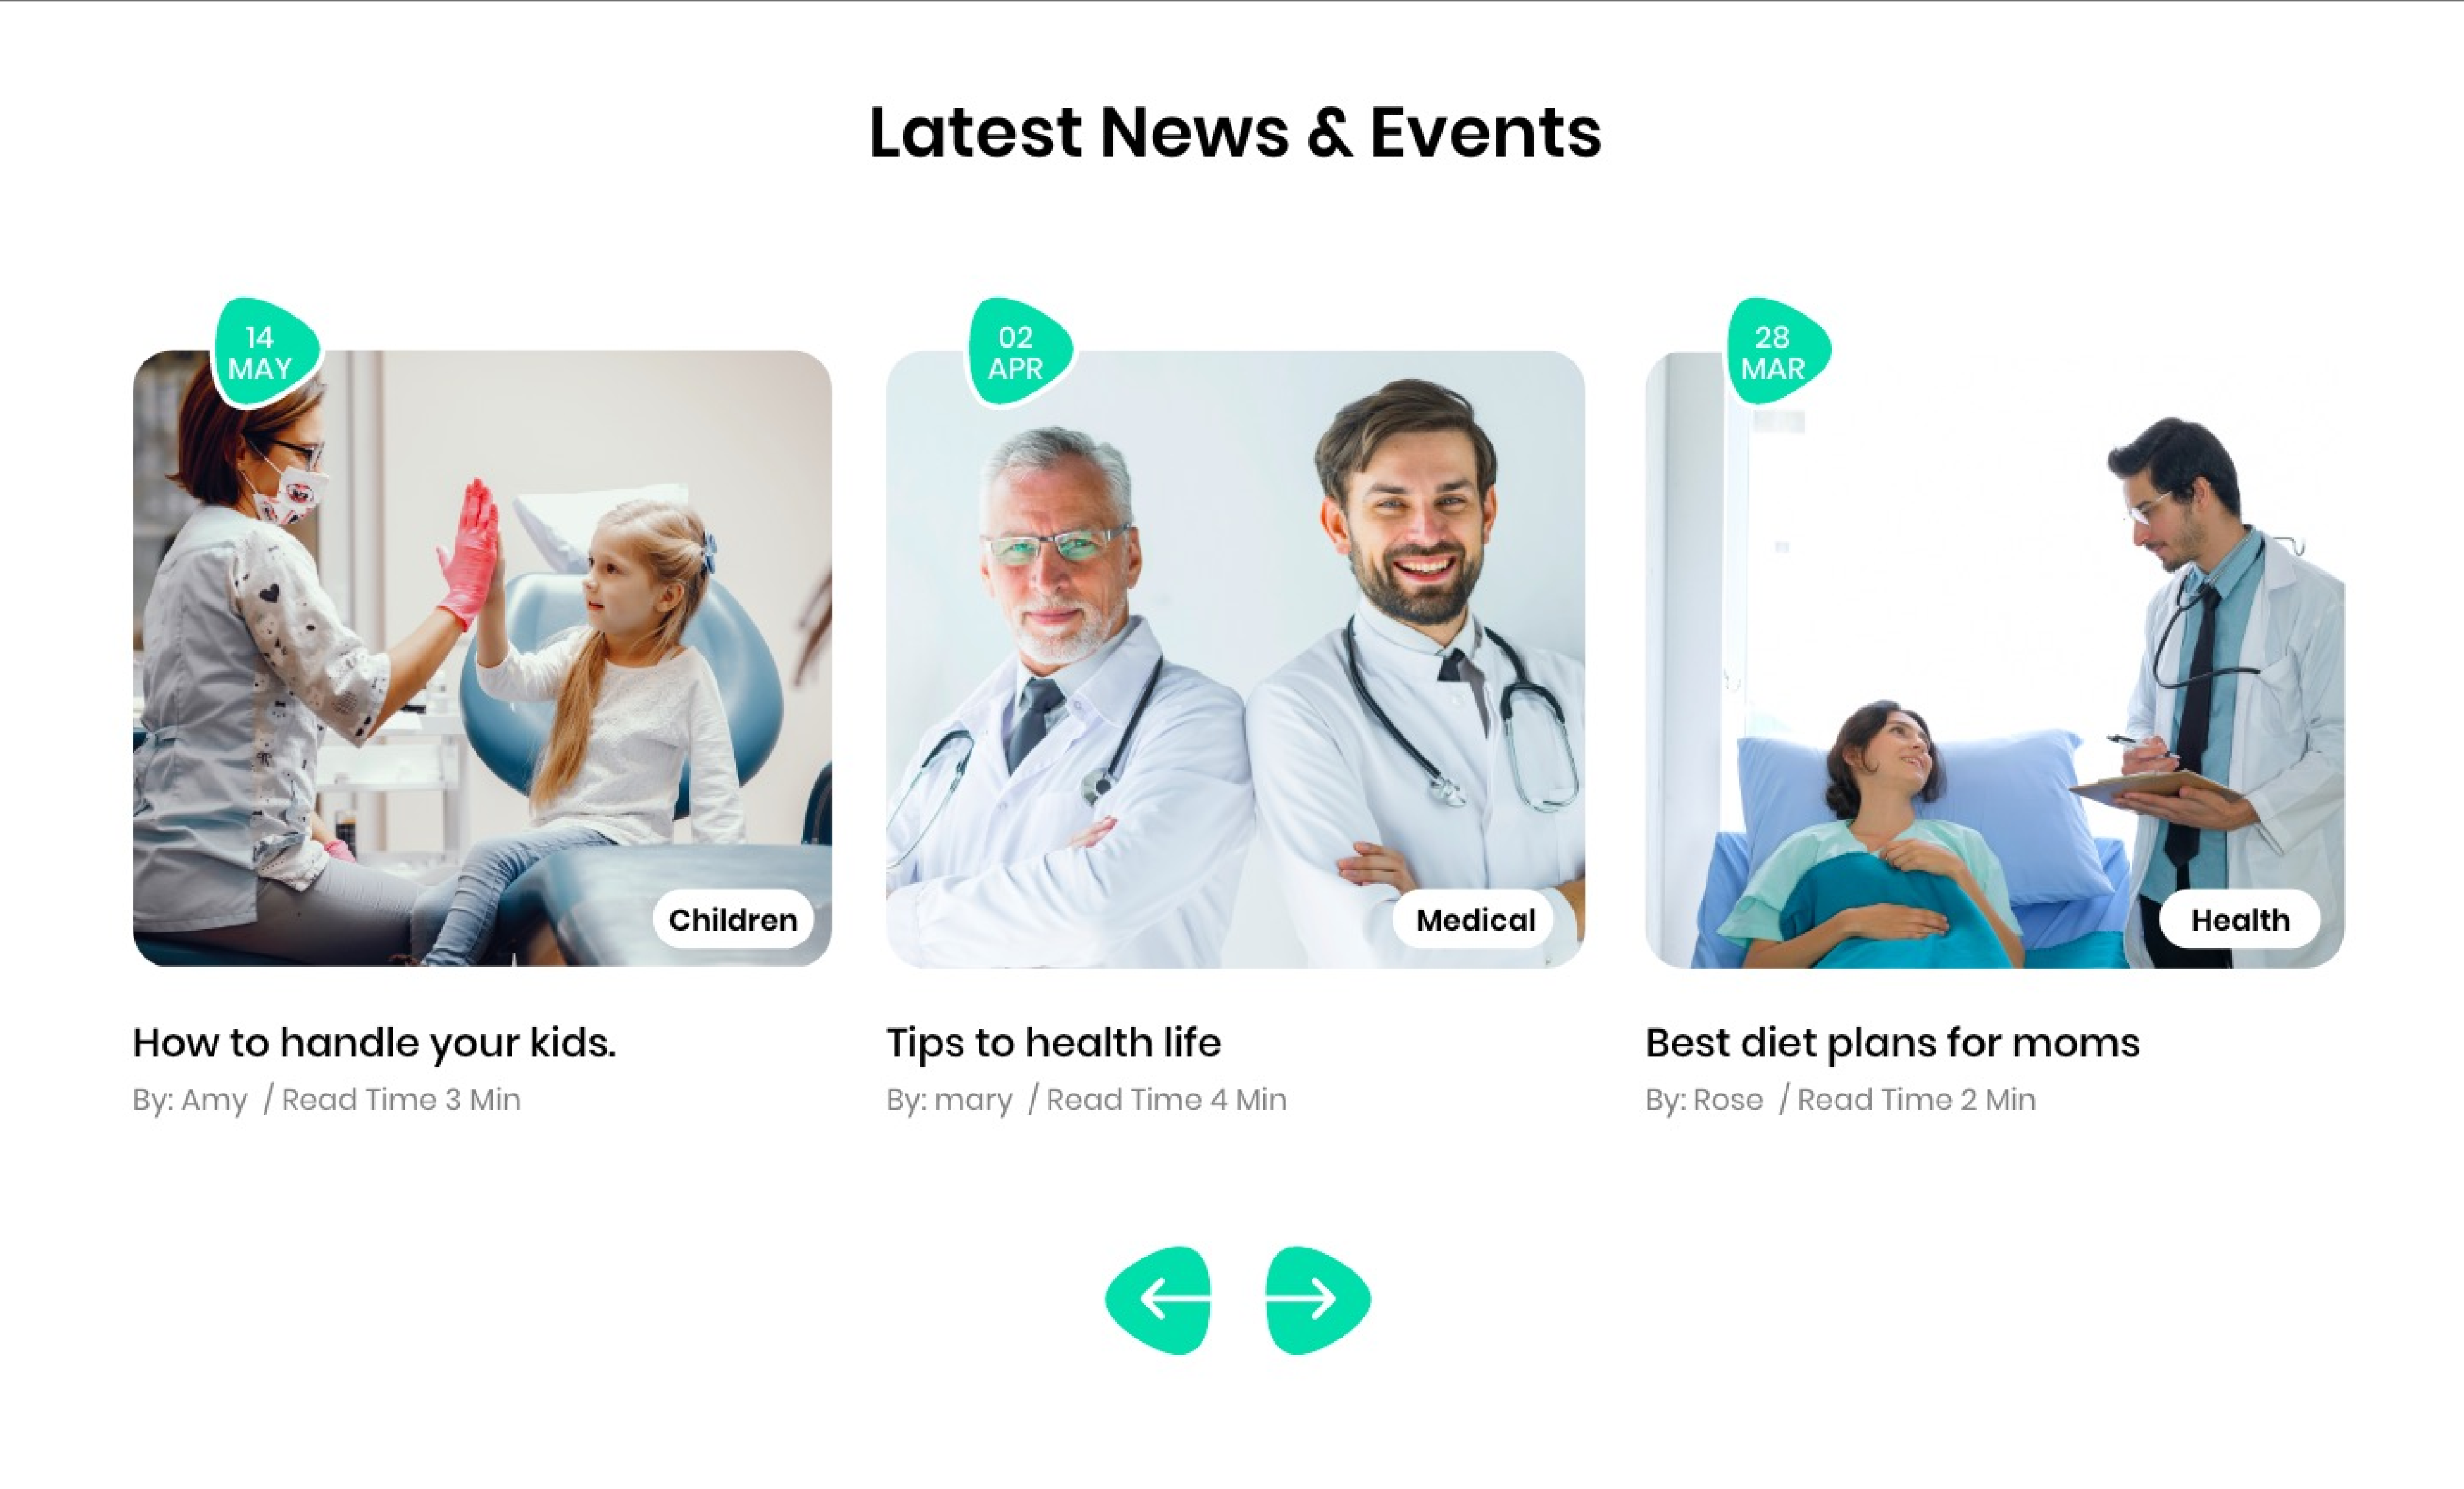 Latest News & Events
14
MAY
02
APR
28
MAR
Children
Medical
Health
How to handle your kids.
By: Amy / Read Time 3 Min
Tips to health life
By: mary / Read Time 4 Min
Best diet plans for moms
By: Rose / Read Time 2 Min